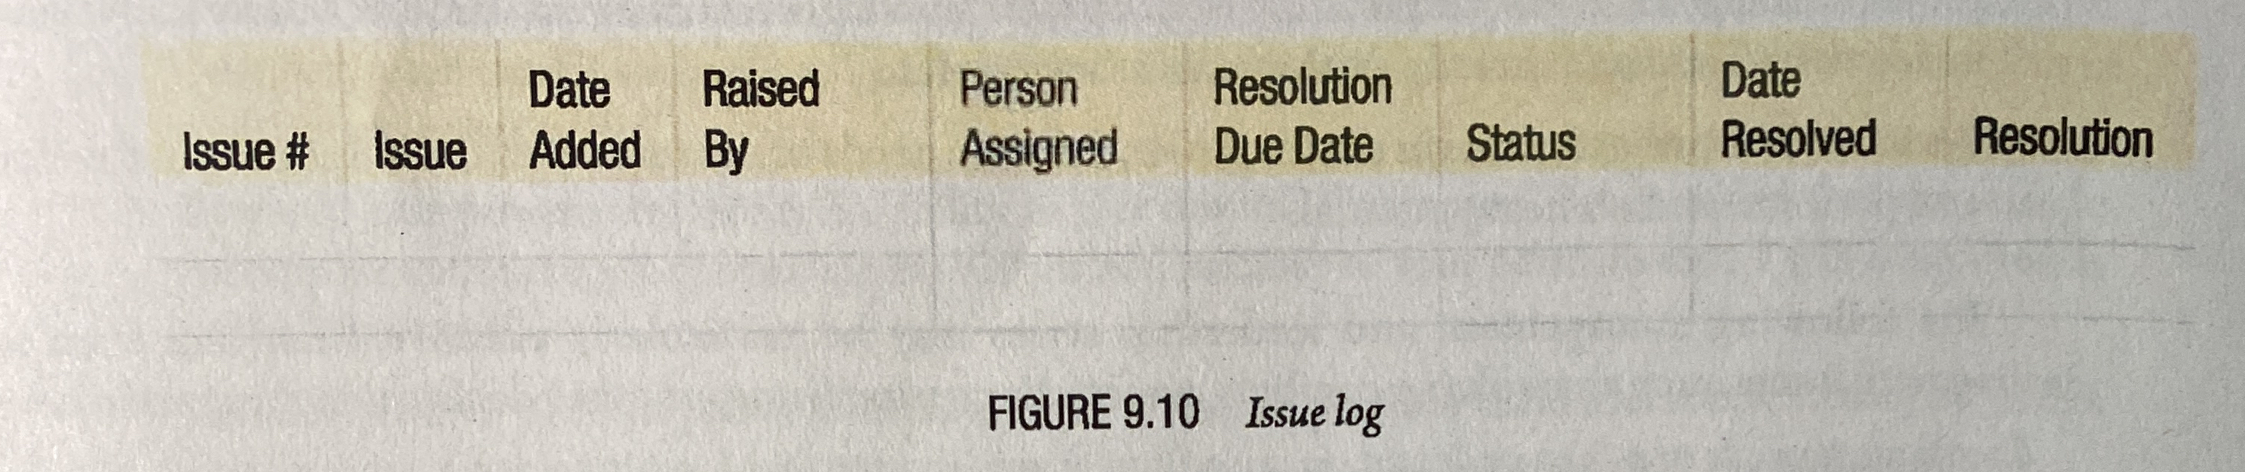 Issue #
Issue
Date
Added
Raised
By
Person
Assigned
Resolution
Due Date
Status
Date
Resolved
Resolution
FIGURE 9.10 Issue log